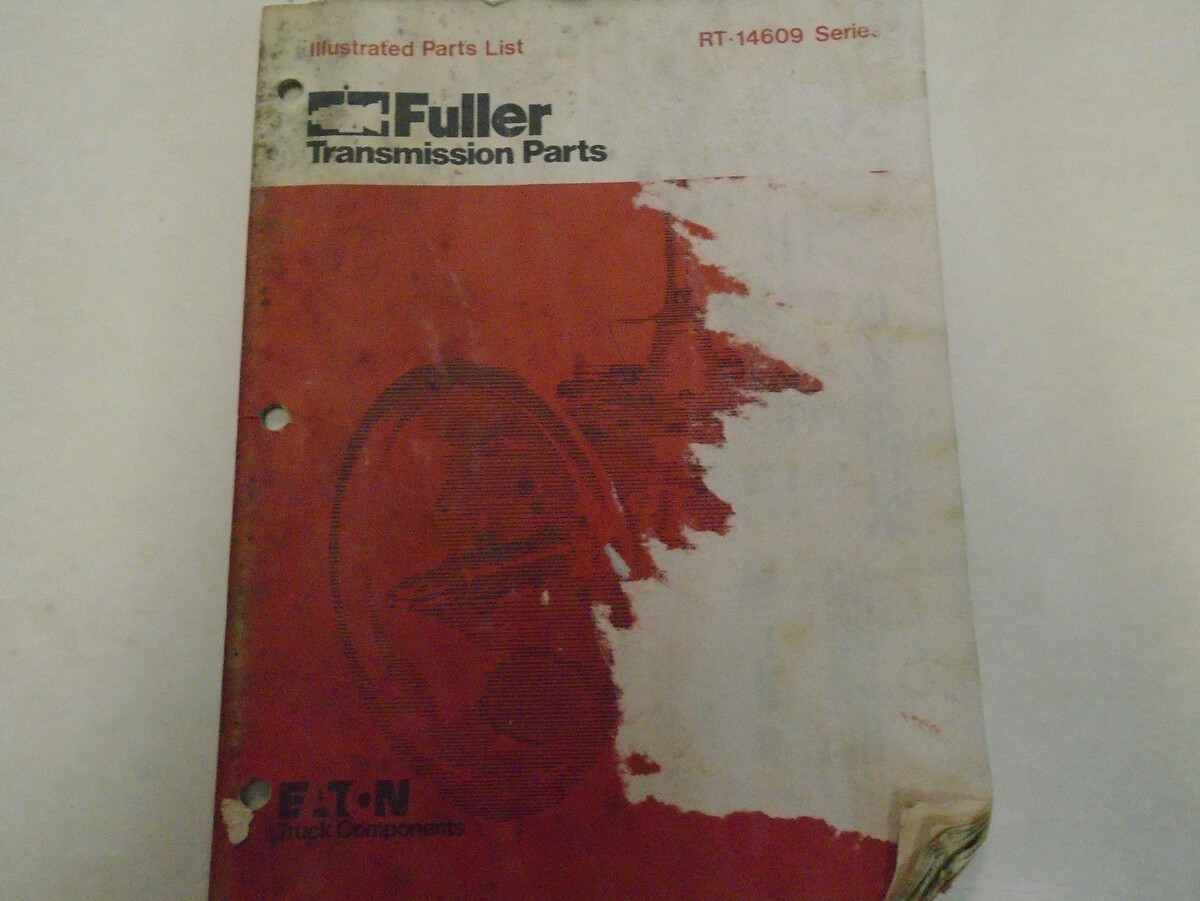 Illustrated Parts List
RT-14609 Series
Fuller
Transmission Parts
EATON
Truck Components